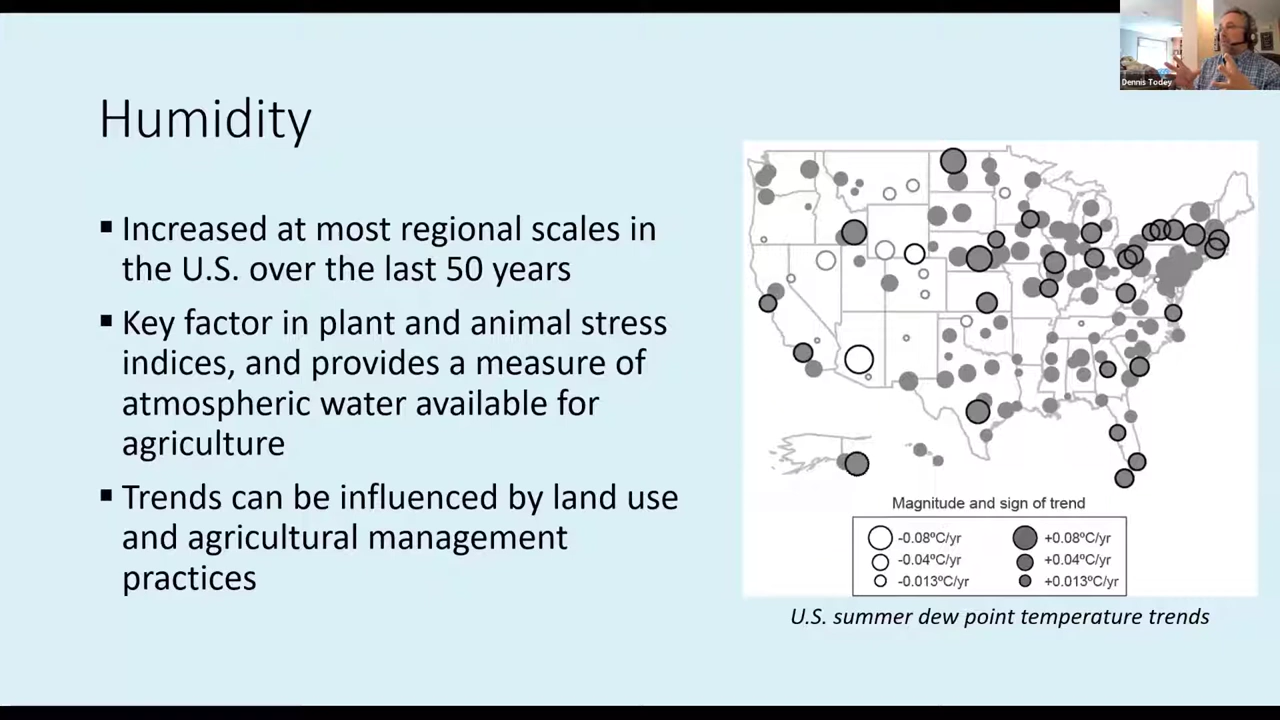 Dennis Todey
Humidity
▪ Increased at most regional scales in
the U.S. over the last 50 years
▪ Key factor in plant and animal stress
indices, and provides a measure of
atmospheric water available for
agriculture
▪ Trends can be influenced by land use
and agricultural management
practices
Magnitude and sign of trend
-0.08ºC/yr +0.08ºC/yr
-0.04ºC/yr +0.04ºC/yr
-0.013ºC/yr +0.013ºC/yr
U.S. summer dew point temperature trends